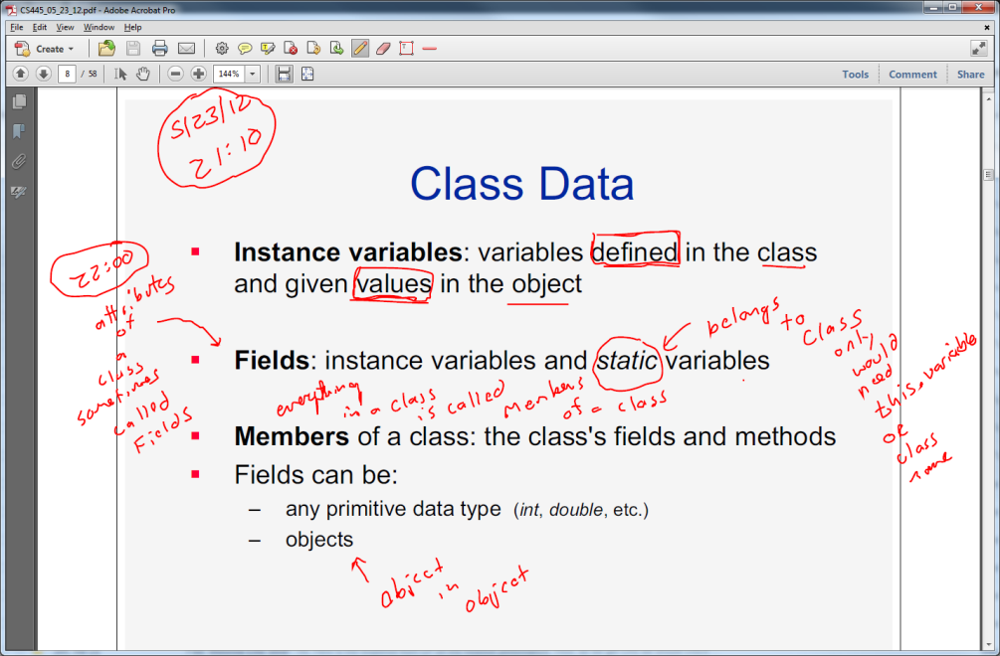 CS445_05_23_12.pdf - Adobe Acrobat Pro
File Edit View Window Help
Create
8 / 58 144% Tools Comment Share
5/23/12
21:10
Class Data
Instance variables: variables defined in the class
and given values in the object
22:00
attributes
of
a
class
sometimes
called
Fields
Fields: instance variables and static variables
belongs to class
only
would
need
this.variable
or
class
name
everything in a class is called members of a class
Members of a class: the class's fields and methods
Fields can be:
– any primitive data type (int, double, etc.)
– objects
object in object